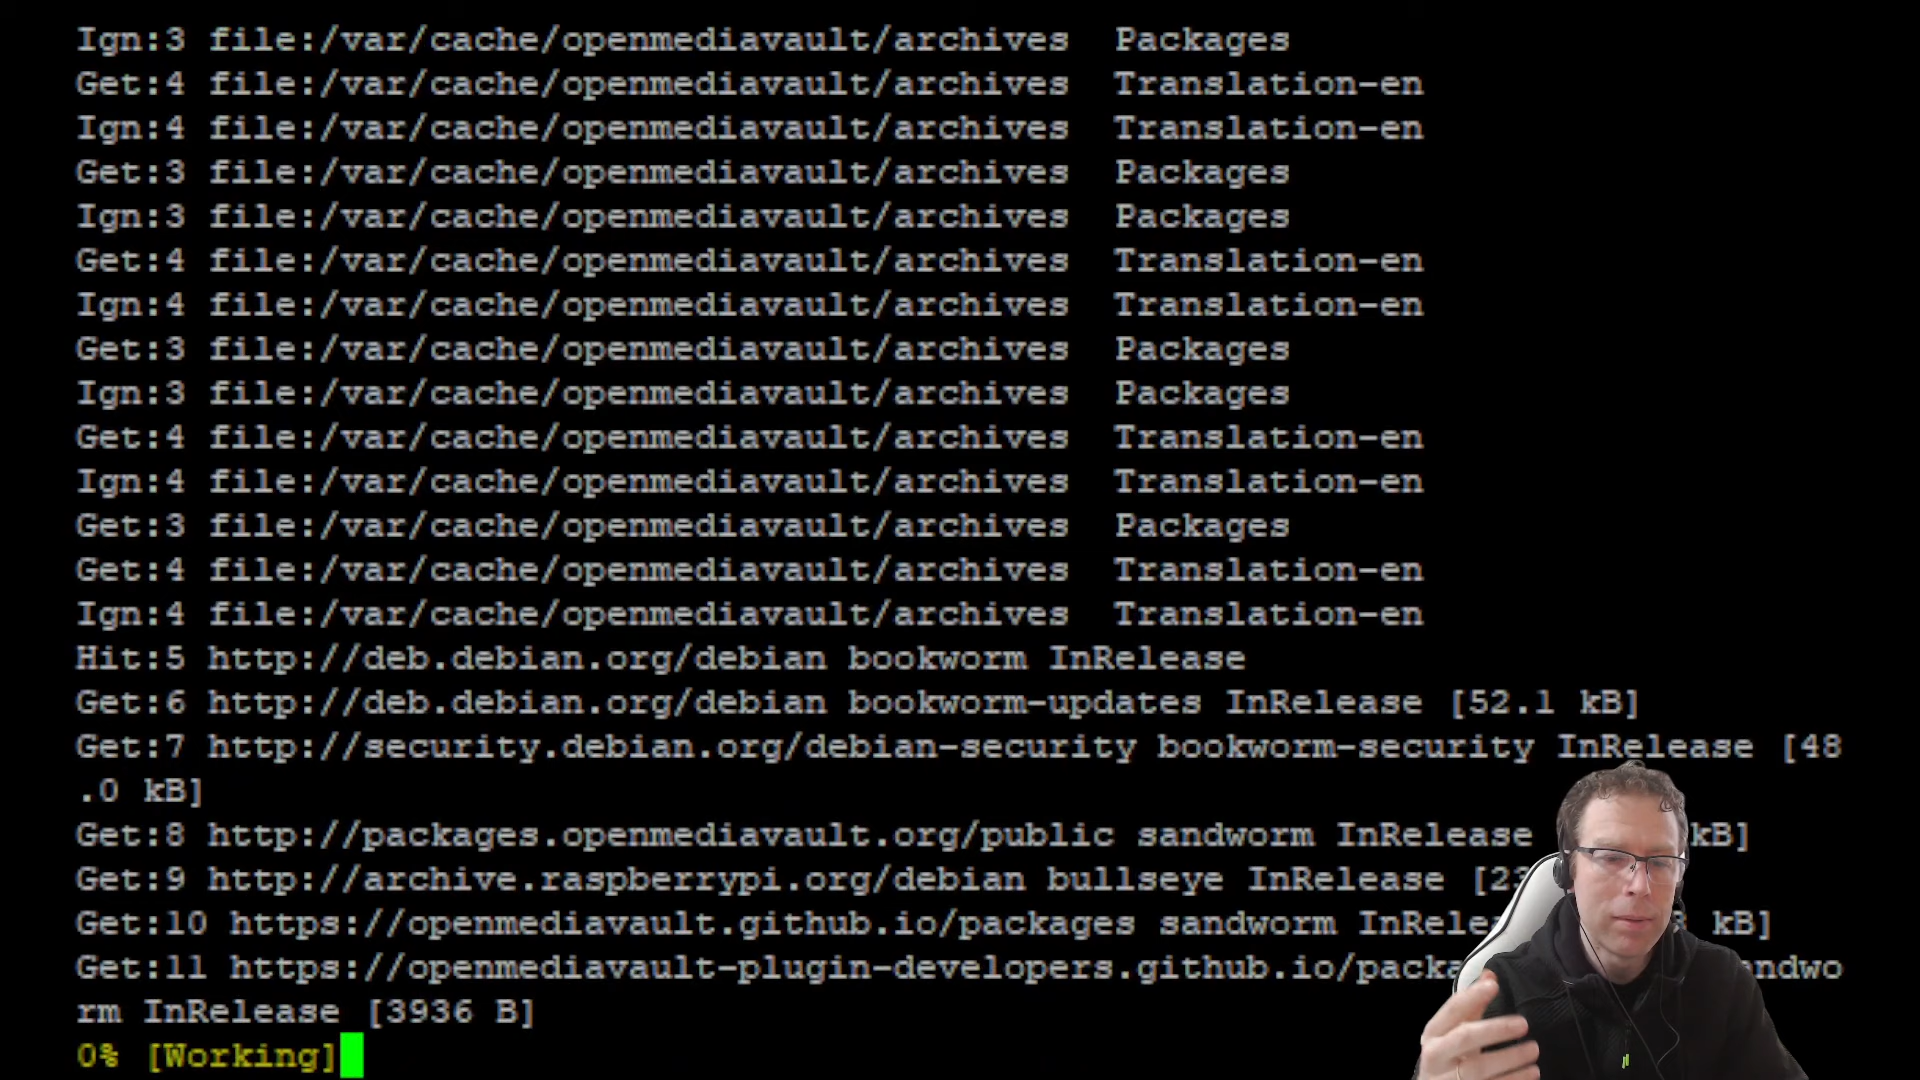 Ign:3 file:/var/cache/openmediavault/archives  Packages
Get:4 file:/var/cache/openmediavault/archives  Translation-en
Ign:4 file:/var/cache/openmediavault/archives  Translation-en
Get:3 file:/var/cache/openmediavault/archives  Packages
Ign:3 file:/var/cache/openmediavault/archives  Packages
Get:4 file:/var/cache/openmediavault/archives  Translation-en
Ign:4 file:/var/cache/openmediavault/archives  Translation-en
Get:3 file:/var/cache/openmediavault/archives  Packages
Ign:3 file:/var/cache/openmediavault/archives  Packages
Get:4 file:/var/cache/openmediavault/archives  Translation-en
Ign:4 file:/var/cache/openmediavault/archives  Translation-en
Get:3 file:/var/cache/openmediavault/archives  Packages
Get:4 file:/var/cache/openmediavault/archives  Translation-en
Ign:4 file:/var/cache/openmediavault/archives  Translation-en
Hit:5 http://deb.debian.org/debian bookworm InRelease
Get:6 http://deb.debian.org/debian bookworm-updates InRelease [52.1 kB]
Get:7 http://security.debian.org/debian-security bookworm-security InRelease [48
.0 kB]
Get:8 http://packages.openmediavault.org/public sandworm InRelease kB]
Get:9 http://archive.raspberrypi.org/debian bullseye InRelease
Get:10 https://openmediavault.github.io/packages sandworm kB]
Get:11 https://openmediavault-plugin-developers.github.io/
rm InRelease [3936 B]
0% [Working]